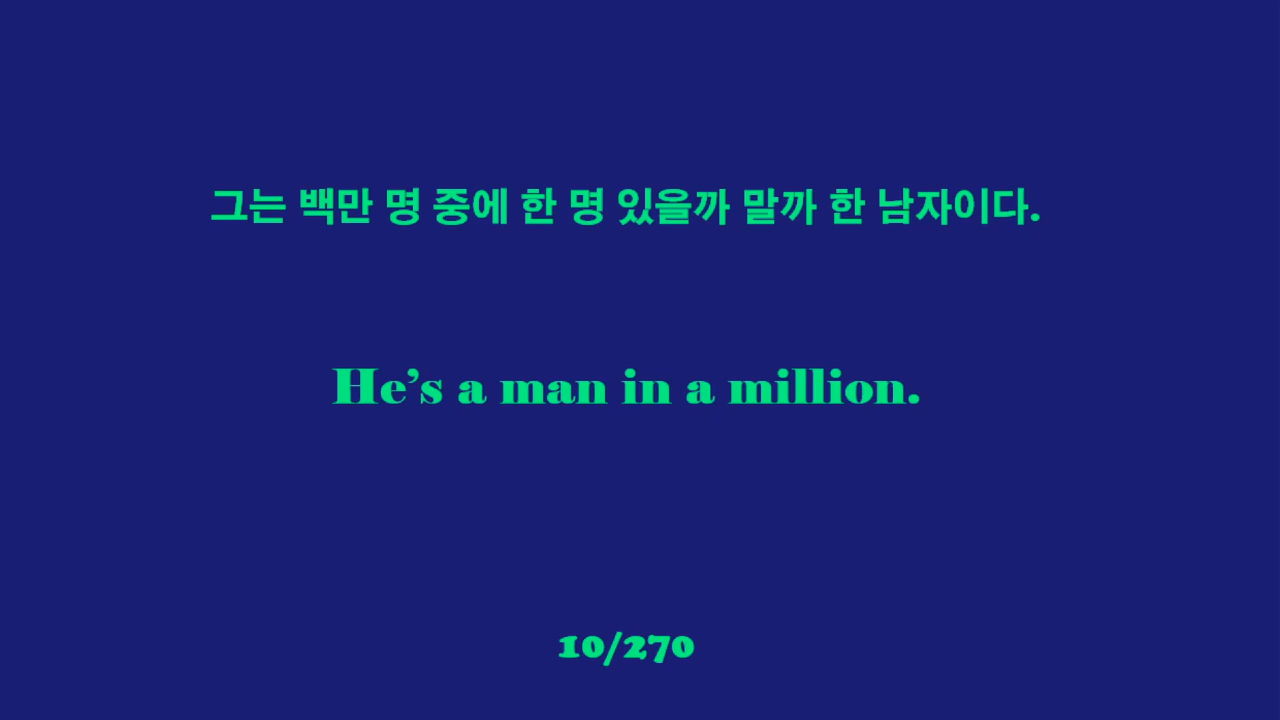 그는 백만 명 중에 한 명 있을까 말까 한 남자이다.
He’s a man in a million.
10/270